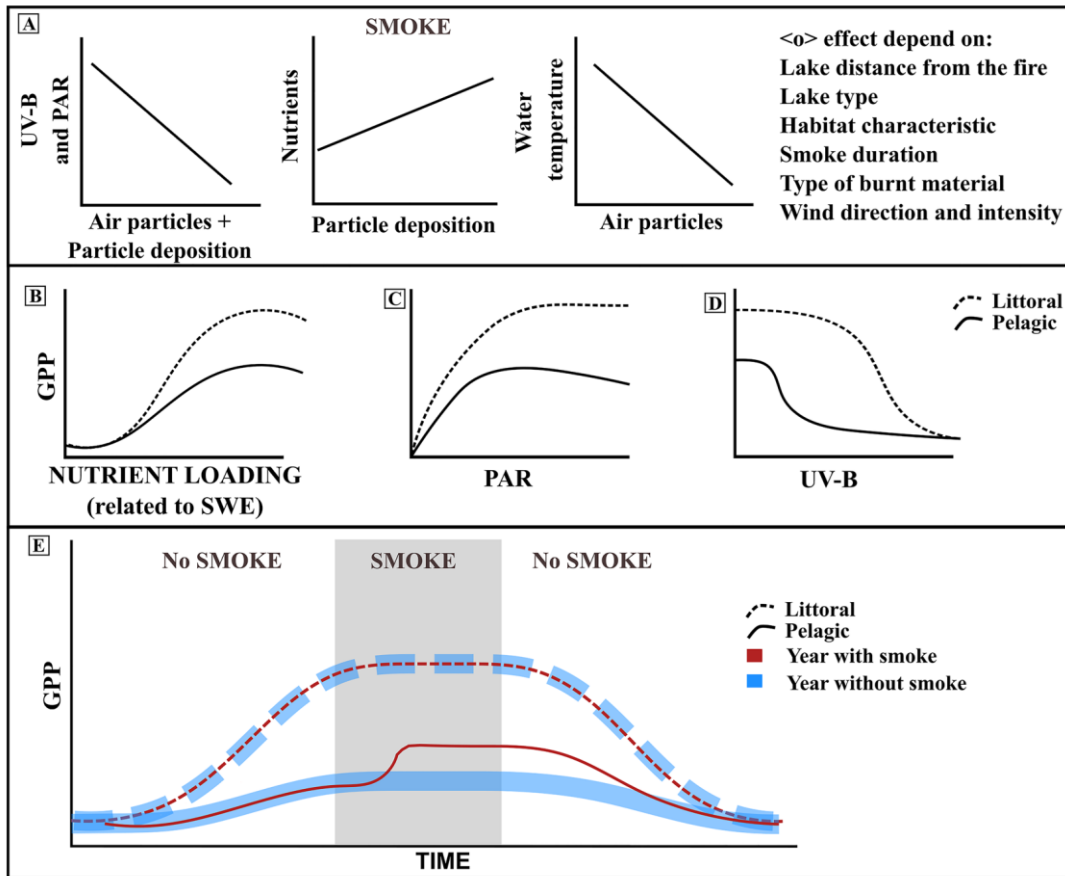 A
SMOKE
UV-B
and PAR
Air particles +
Particle deposition
Nutrients
Particle deposition
Water
temperature
Air particles
<o> effect depend on:
Lake distance from the fire
Lake type
Habitat characteristic
Smoke duration
Type of burnt material
Wind direction and intensity
B
GPP
NUTRIENT LOADING
(related to SWE)
C
PAR
D
UV-B
Littoral
Pelagic
E
No SMOKE
SMOKE
No SMOKE
GPP
TIME
Littoral
Pelagic
Year with smoke
Year without smoke